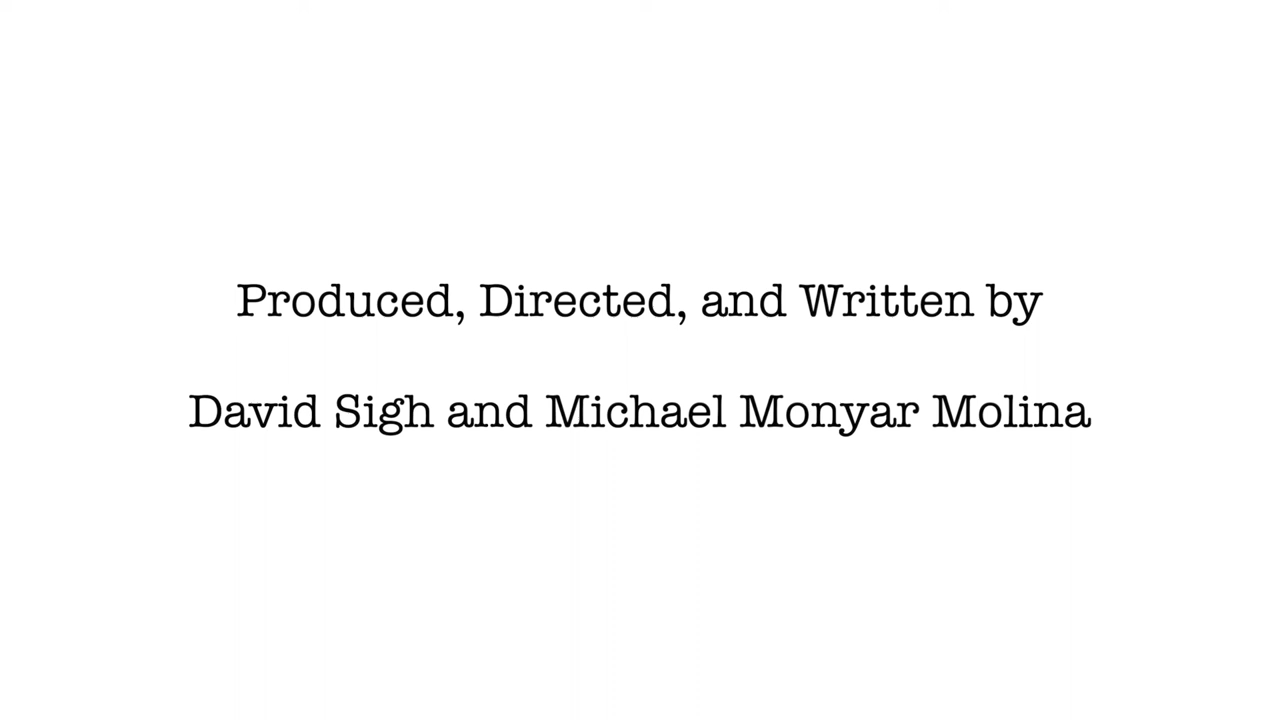 Produced, Directed, and Written by
David Sigh and Michael Monyar Molina